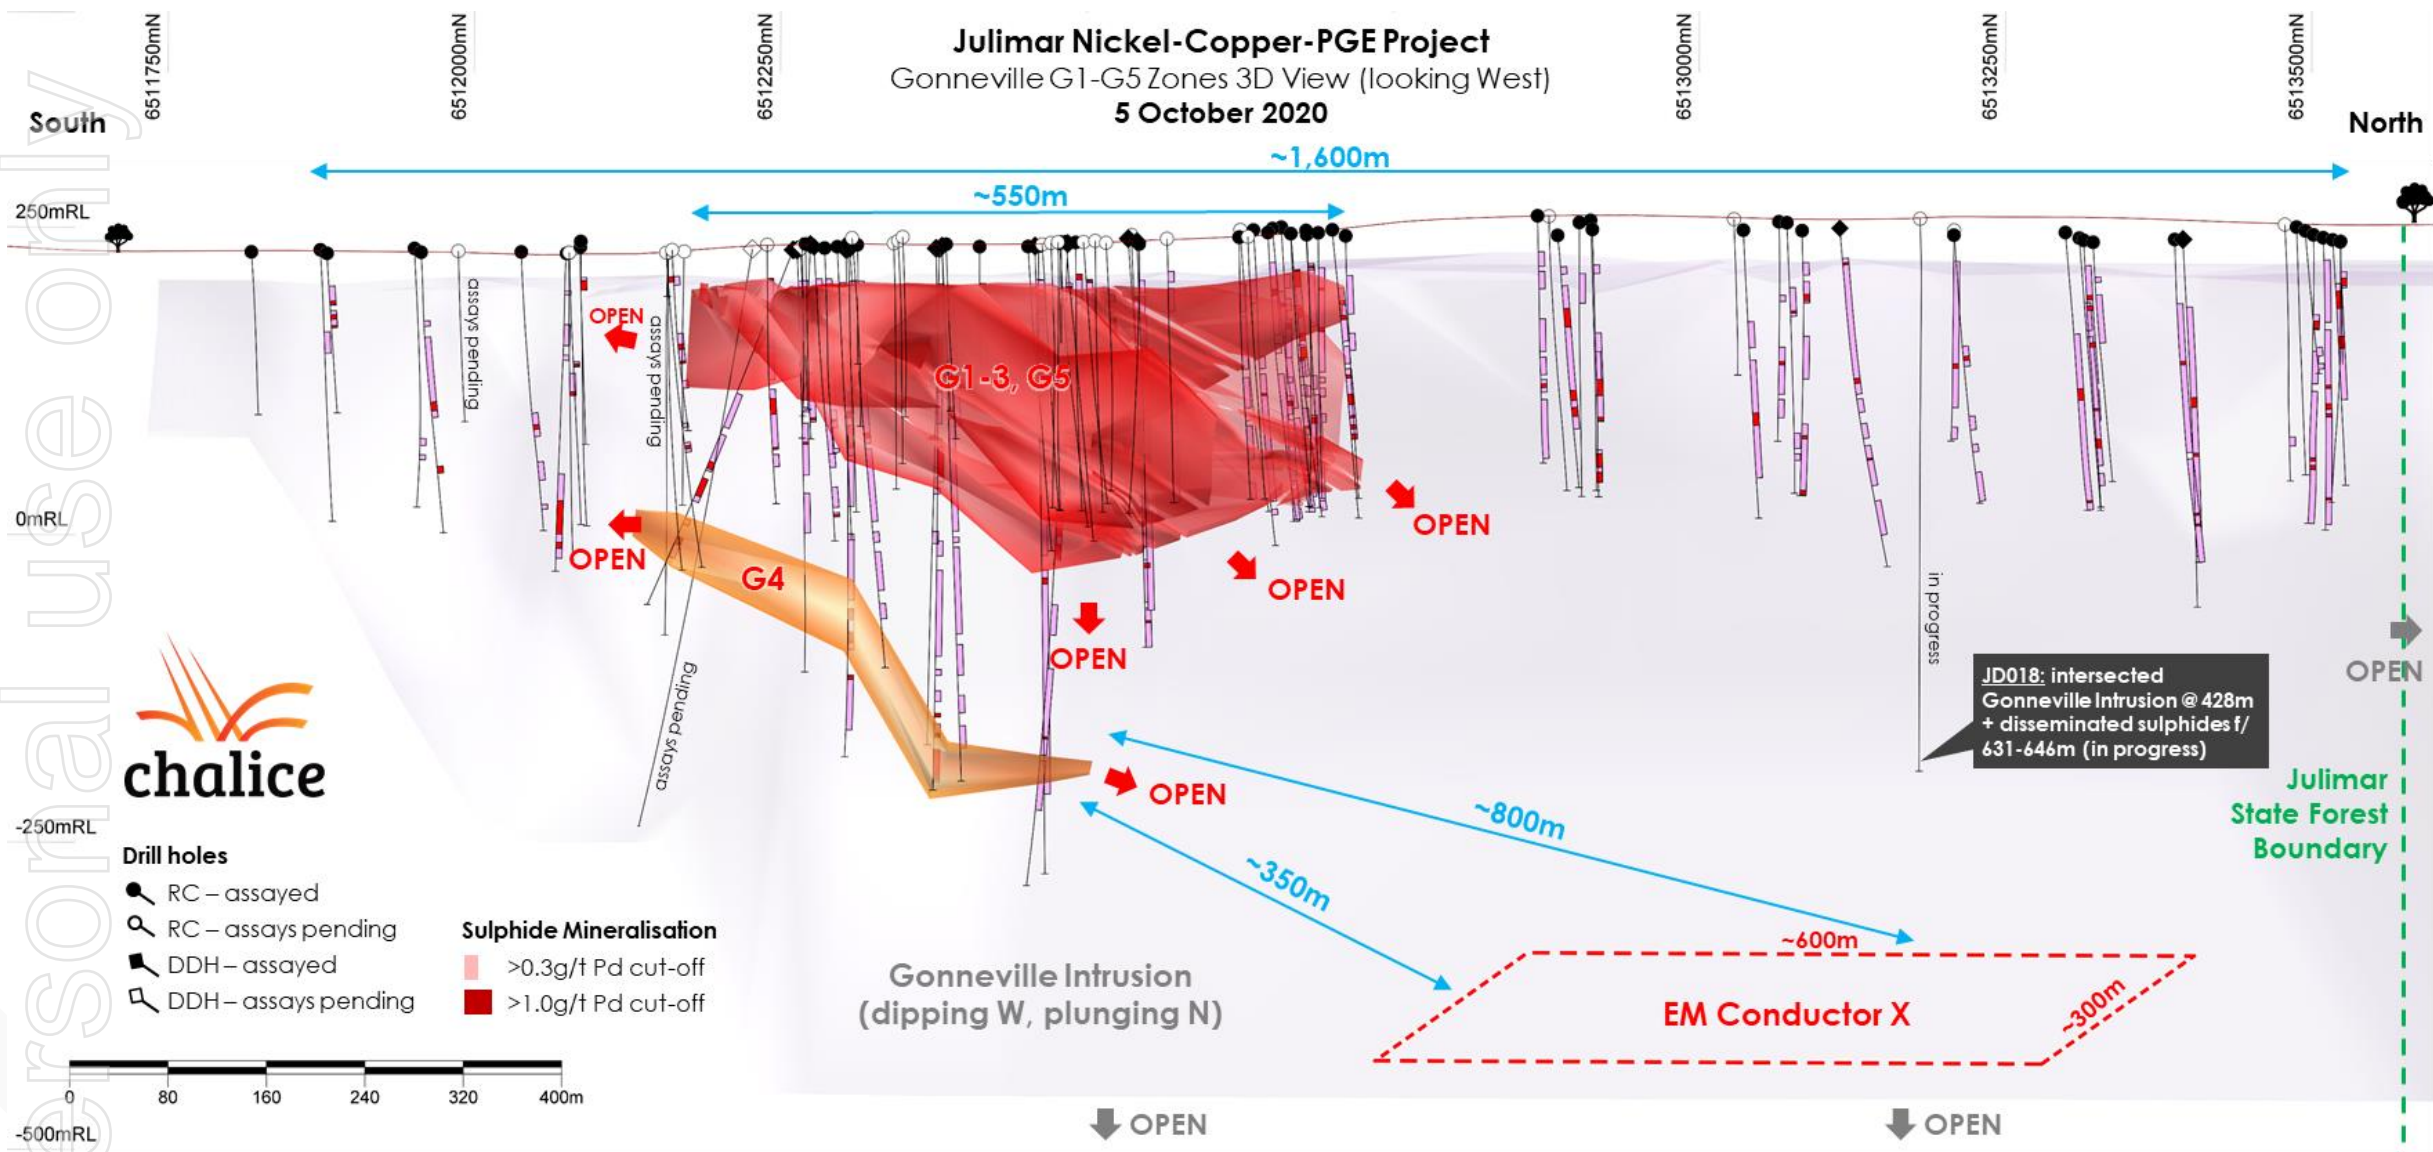 Julimar Nickel-Copper-PGE Project
Gonneville G1-G5 Zones 3D View (looking West)
5 October 2020
6511750mN
6512000mN
6512250mN
6513000mN
6513250mN
6513500mN
South
North
~1,600m
~550m
250mRL
assays pending
OPEN
assays pending
G1-3, G5
0mRL
OPEN
OPEN
OPEN
G4
OPEN
in progress
OPEN
JD018: intersected
Gonneville Intrusion @ 428m
+ disseminated sulphides f/
631-646m (in progress)
assays pending
OPEN
chalice
Julimar
State Forest
Boundary
~800m
~350m
-250mRL
Drill holes
RC – assayed
RC – assays pending
DDH – assayed
DDH – assays pending
Sulphide Mineralisation
>0.3g/t Pd cut-off
>1.0g/t Pd cut-off
Gonneville Intrusion
(dipping W, plunging N)
~600m
EM Conductor X
~300m
0
80
160
240
320
400m
OPEN
OPEN
-500mRL
ersonal use only